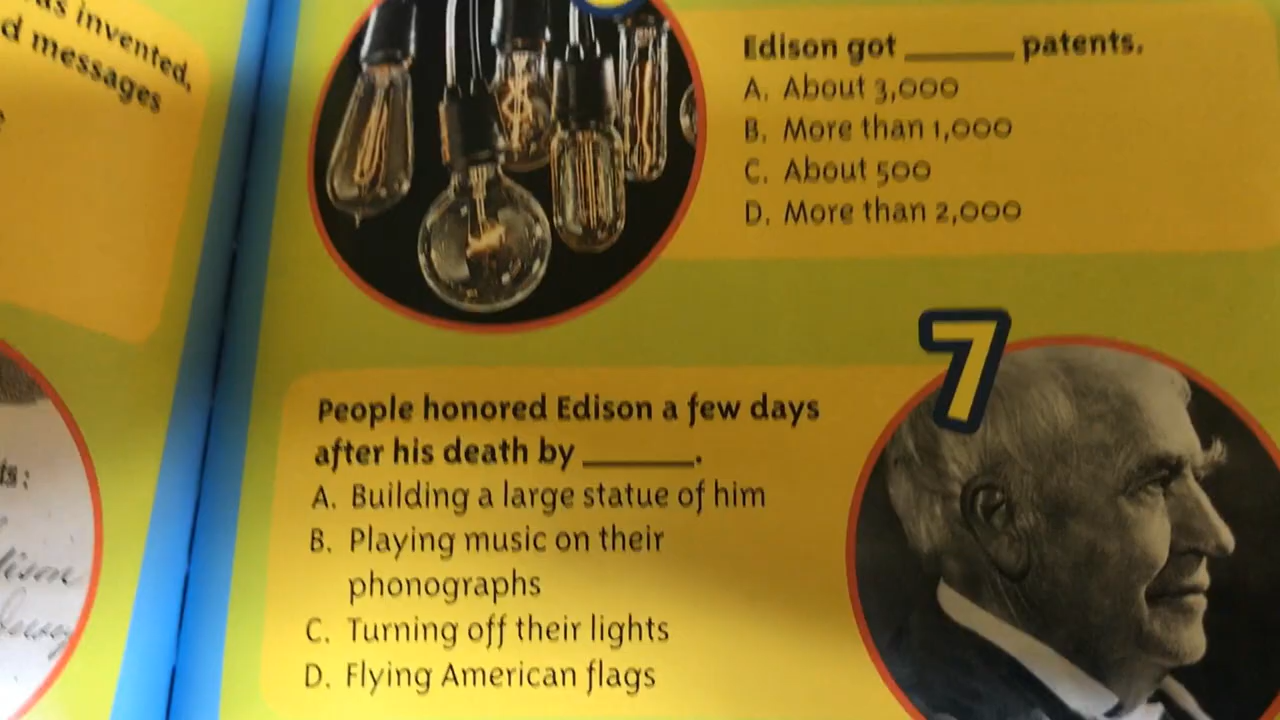 as invented,
d messages
Edison got ______ patents.
A. About 3,000
B. More than 1,000
C. About 500
D. More than 2,000
7
People honored Edison a few days
after his death by ______.
A. Building a large statue of him
B. Playing music on their
phonographs
C. Turning off their lights
D. Flying American flags
ts: